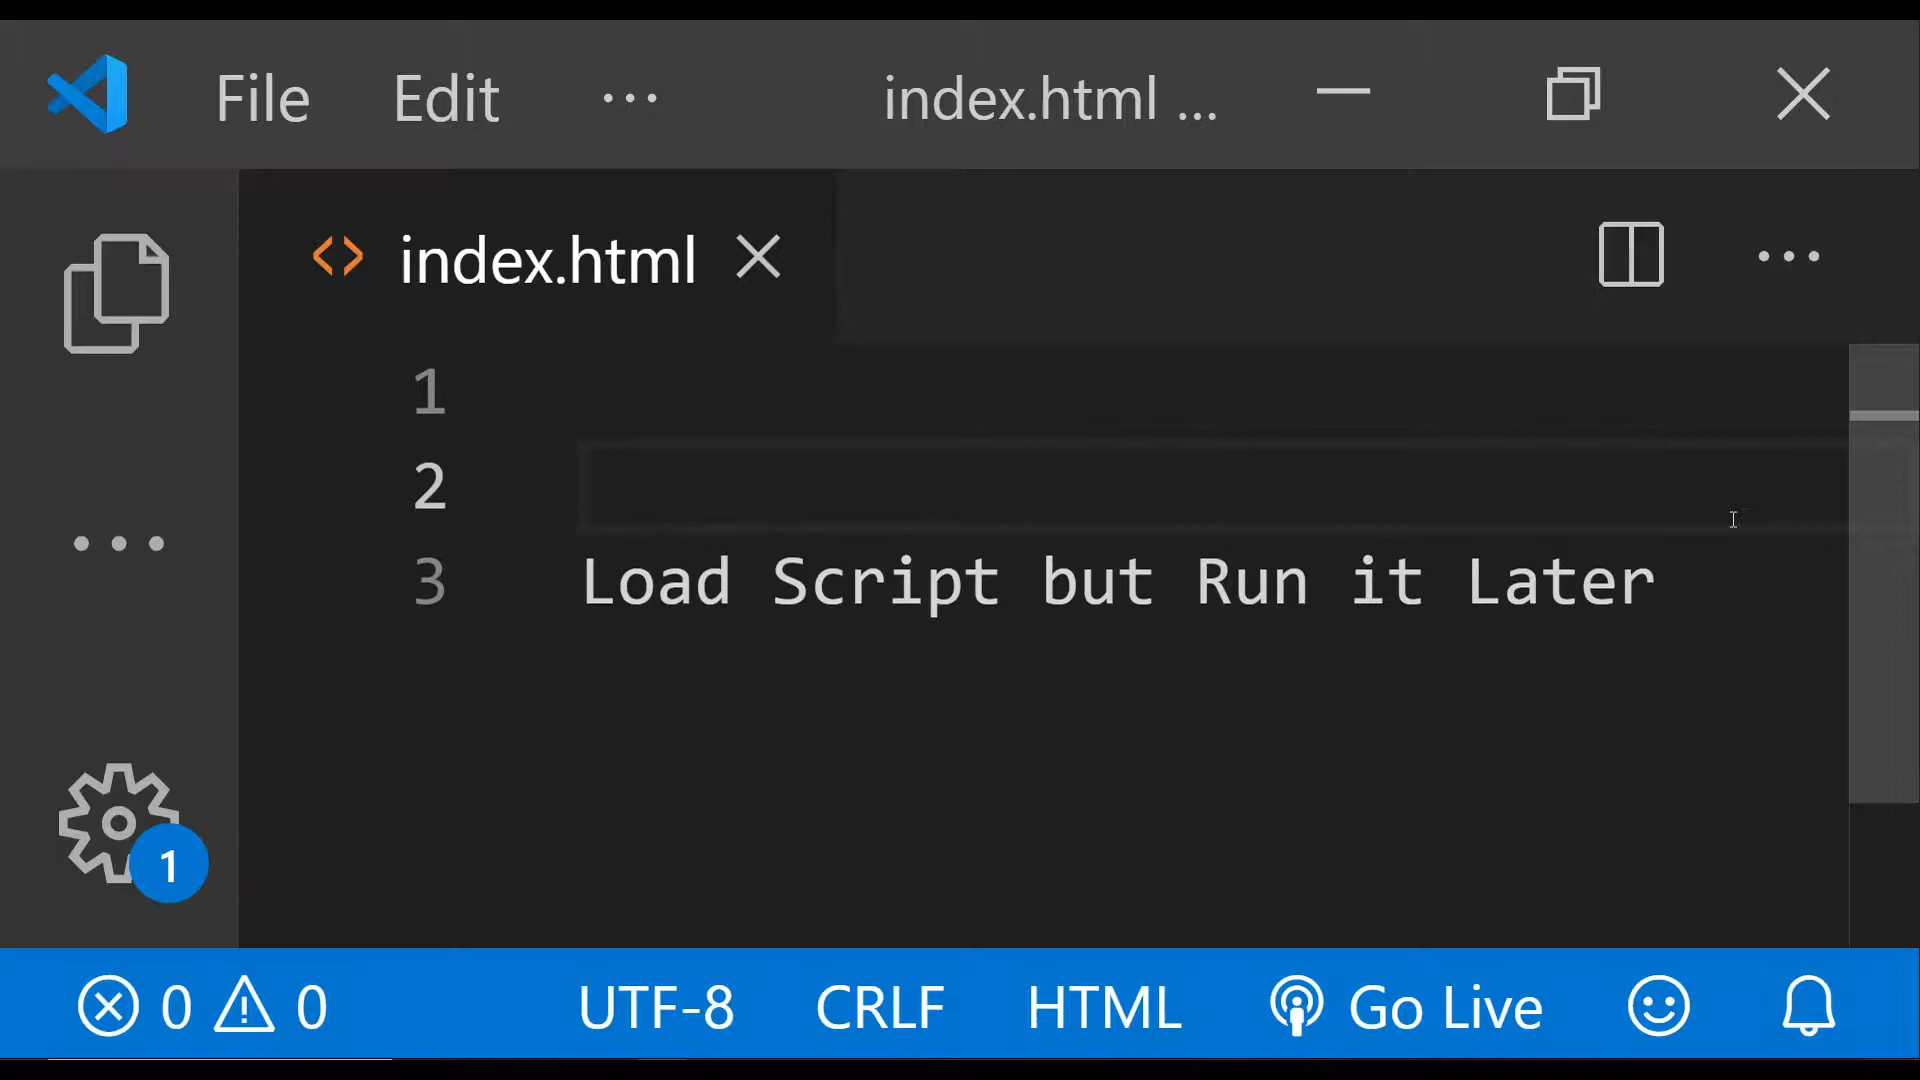 File Edit ... index.html ...
index.html
1
2
3 Load Script but Run it Later
1
0 0 UTF-8 CRLF HTML Go Live